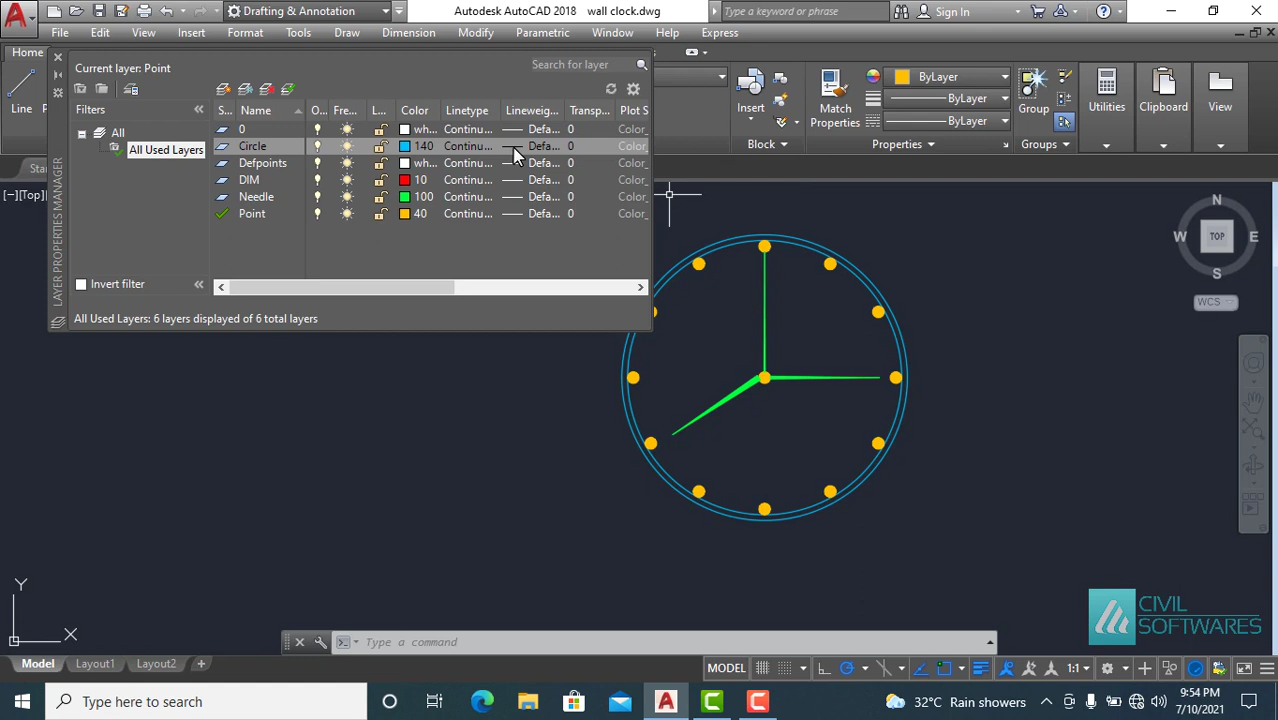 Drafting & Annotation
Autodesk AutoCAD 2018 wall clock.dwg
Type a keyword or phrase
Sign In
File Edit View Insert Format Tools Draw Dimension Modify Parametric Window Help Express
Home
Line
Insert
Block
Match
Properties
ByLayer
ByLayer
ByLayer
Properties
Group
Groups
Utilities
Clipboard
View
Current layer: Point
Search for layer
Filters
S... Name O... Fre... L... Color Linetype Lineweig... Transp... Plot S
All
All Used Layers
0 wh... Continu... Defa... 0 Color_
Circle 140 Continu... Defa... 0 Color_
Defpoints wh... Continu... Defa... 0 Color_
DIM 10 Continu... Defa... 0 Color_
Needle 100 Continu... Defa... 0 Color_
Point 40 Continu... Defa... 0 Color_
Invert filter
All Used Layers: 6 layers displayed of 6 total layers
LAYER PROPERTIES MANAGER
Sta
[−][Top]
N
W TOP E
S
WCS
Y
X
CIVIL
SOFTWARES
Type a command
Model Layout1 Layout2 +
MODEL
1:1
Type here to search
32°C Rain showers
9:54 PM
7/10/2021